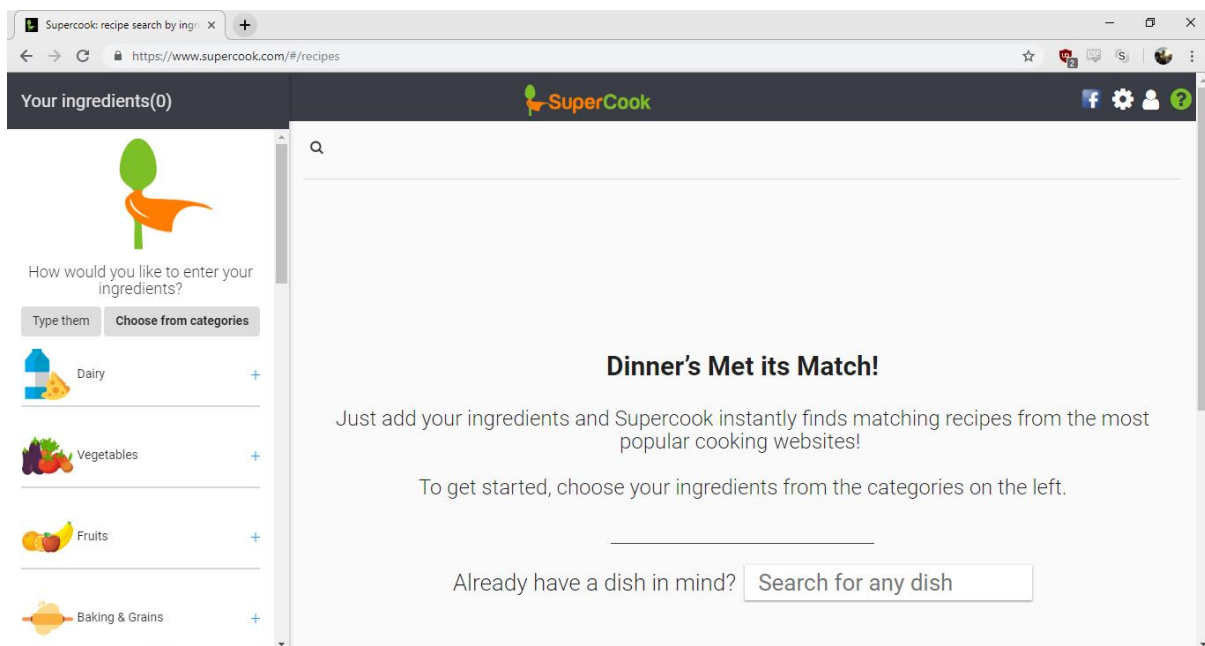 Supercook: recipe search by ingr
https://www.supercook.com/#/recipes
2
S
Your ingredients(0)
SuperCook
f
?
How would you like to enter your
ingredients?
Type them
Choose from categories
Dairy
+
Vegetables
+
Fruits
+
Baking & Grains
+
Dinner's Met its Match!
Just add your ingredients and Supercook instantly finds matching recipes from the most
popular cooking websites!
To get started, choose your ingredients from the categories on the left.
Already have a dish in mind?
Search for any dish